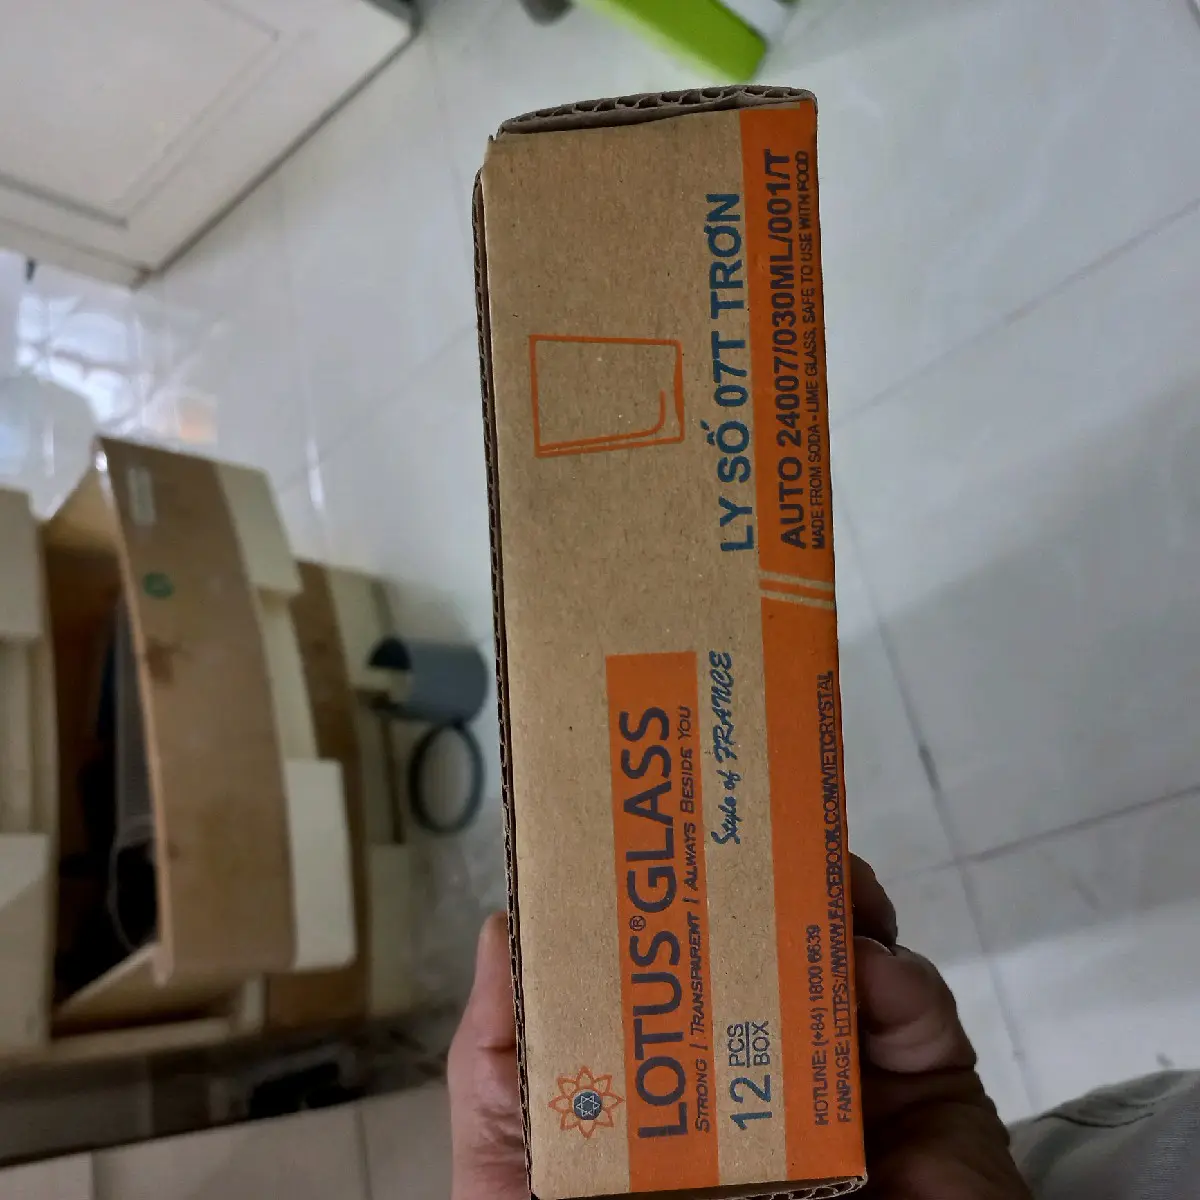 LOTUS® GLASS
STRONG | TRANSPARENT | ALWAYS BESIDE YOU
Style of FRANCE
12 PCS
BOX
LY SỐ 07T TRƠN
AUTO 24007/030ML/001/T
MADE FROM SODA - LIME GLASS, SAFE TO USE WITH FOOD
HOTLINE: (+84) 1800 6639
FANPAGE: HTTPS://WWW.FACEBOOK.COM/VIETCRYSTAL